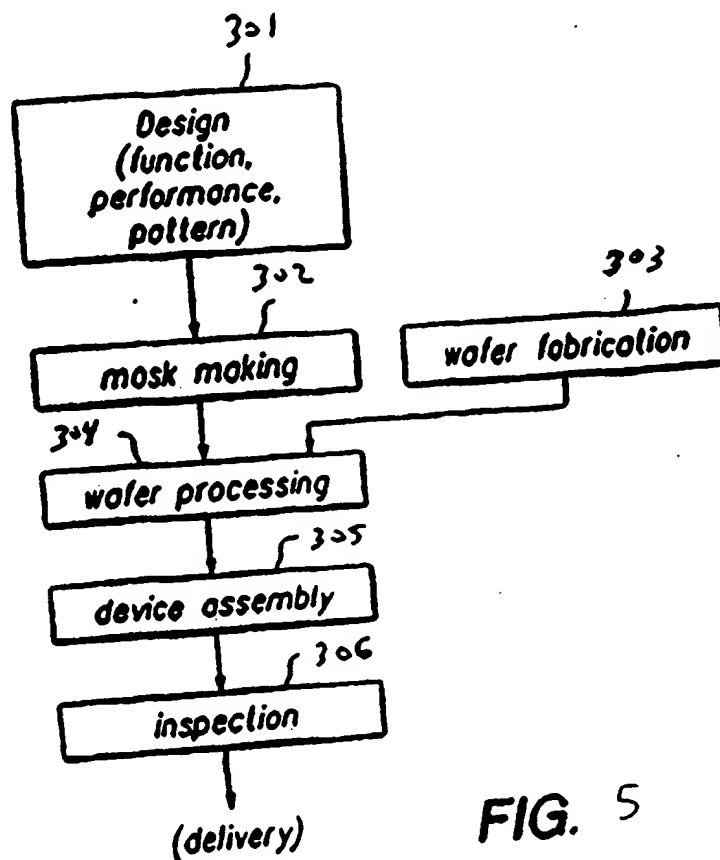 301
Design
(function,
performance,
pattern)
302
303
mask making
wafer fabrication
304
wafer processing
305
device assembly
306
inspection
(delivery)
FIG. 5